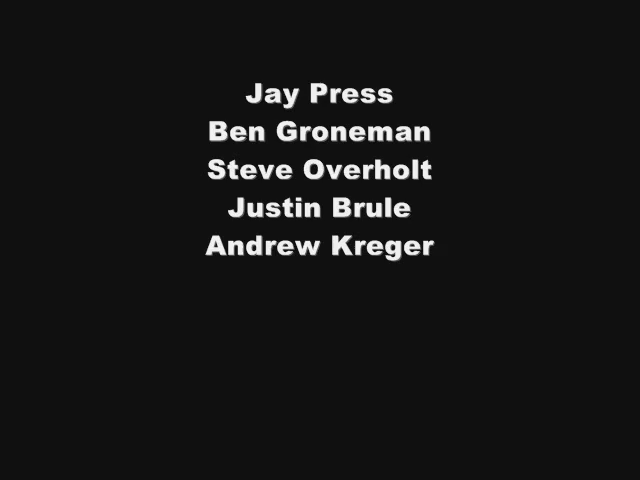 Jay Press
Ben Groneman
Steve Overholt
Justin Brule
Andrew Kreger